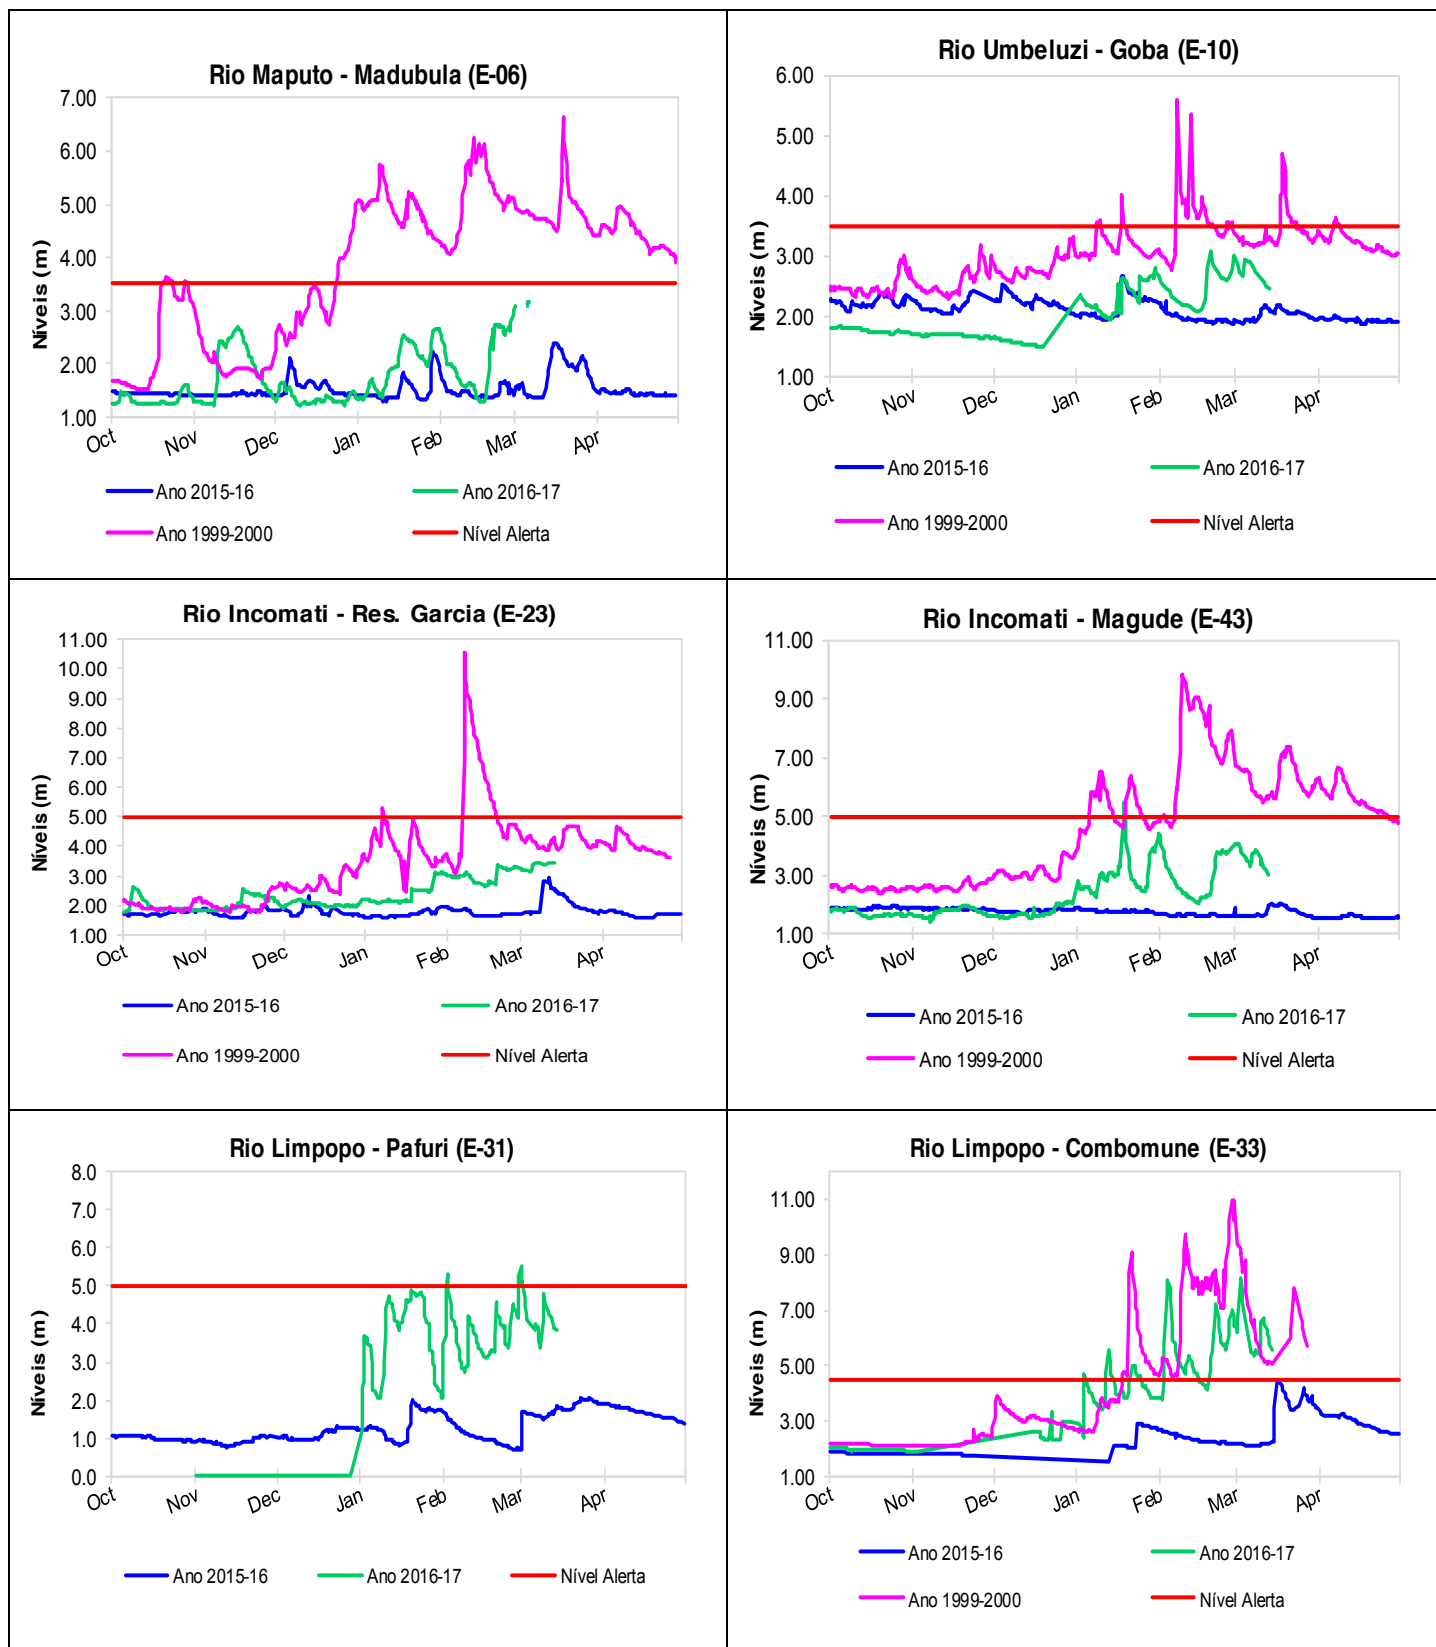 Rio Maputo - Madubula (E-06)
Níveis (m)
7.00
6.00
5.00
4.00
3.00
2.00
1.00
Oct Nov Dec Jan Feb Mar Apr
Ano 2015-16 Ano 2016-17
Ano 1999-2000 Nível Alerta
Rio Umbeluzi - Goba (E-10)
Níveis (m)
6.00
5.00
4.00
3.00
2.00
1.00
Oct Nov Dec Jan Feb Mar Apr
Ano 2015-16 Ano 2016-17
Ano 1999-2000 Nível Alerta
Rio Incomati - Res. Garcia (E-23)
Níveis (m)
11.00
10.00
9.00
8.00
7.00
6.00
5.00
4.00
3.00
2.00
1.00
Oct Nov Dec Jan Feb Mar Apr
Ano 2015-16 Ano 2016-17
Ano 1999-2000 Nível Alerta
Rio Incomati - Magude (E-43)
Níveis (m)
11.00
9.00
7.00
5.00
3.00
1.00
Oct Nov Dec Jan Feb Mar Apr
Ano 2015-16 Ano 2016-17
Ano 1999-2000 Nível Alerta
Rio Limpopo - Pafuri (E-31)
Níveis (m)
8.0
7.0
6.0
5.0
4.0
3.0
2.0
1.0
0.0
Oct Nov Dec Jan Feb Mar Apr
Ano 2015-16 Ano 2016-17 Nível Alerta
Rio Limpopo - Combomune (E-33)
Níveis (m)
11.00
9.00
7.00
5.00
3.00
1.00
Oct Nov Dec Jan Feb Mar Apr
Ano 2015-16 Ano 2016-17
Ano 1999-2000 Nível Alerta